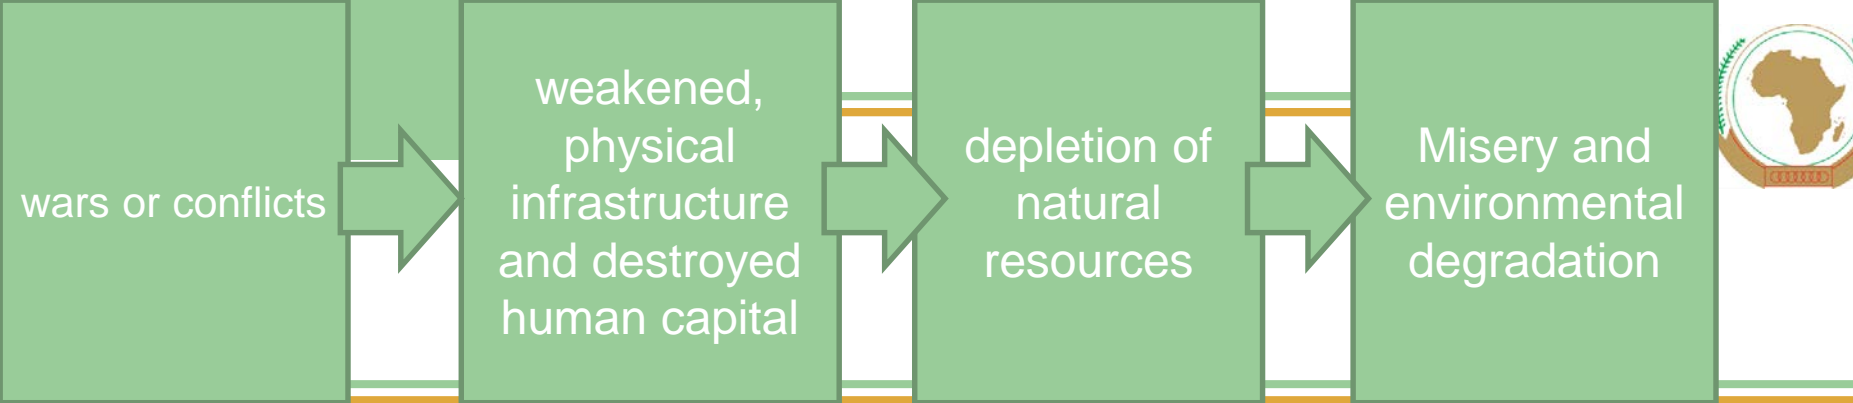 wars or conflicts
weakened,
physical
infrastructure
and destroyed
human capital
depletion of
natural
resources
Misery and
environmental
degradation